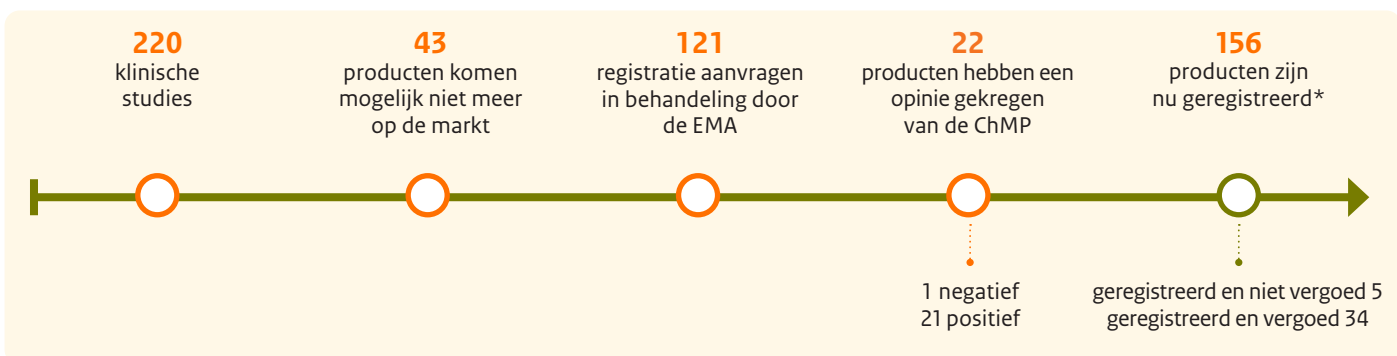 220
klinische
studies
43
producten komen
mogelijk niet meer
op de markt
121
registratie aanvragen
in behandeling door
de EMA
22
producten hebben een
opinie gekregen
van de ChMP
156
producten zijn
nu geregistreerd*
1 negatief
21 positief
geregistreerd en niet vergoed 5
geregistreerd en vergoed 34